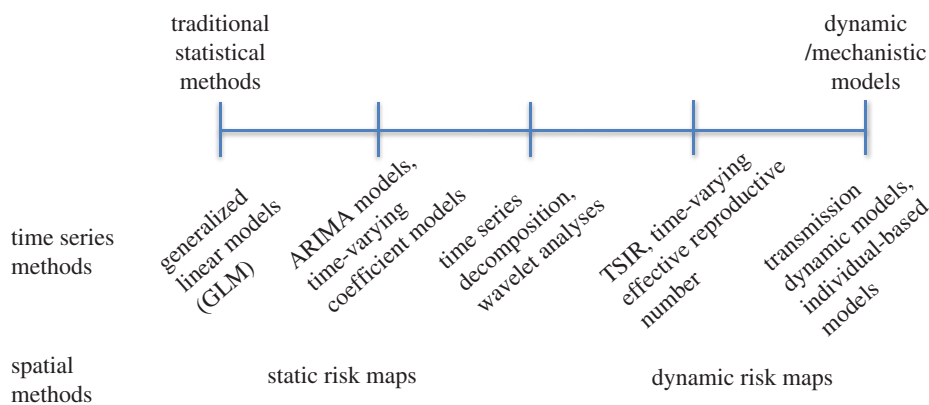 traditional
statistical
methods
dynamic
/mechanistic
models
time series
methods
generalized
linear models
(GLM)
ARIMA models,
time-varying
coefficient models
time series
decomposition,
wavelet analyses
TSIR, time-varying
effective reproductive
number
transmission
dynamic models,
individual-based
models
spatial
methods
static risk maps
dynamic risk maps